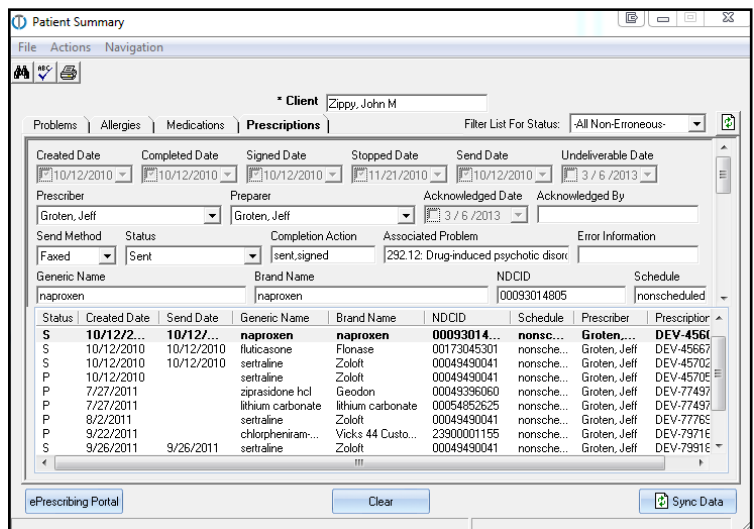 Patient Summary
File Actions Navigation
ABC
* Client Zippy, John M
Problems Allergies Medications Prescriptions Filter List For Status: -All Non-Erroneous-
Created Date Completed Date Signed Date Stopped Date Send Date Undeliverable Date
10/12/2010 10/12/2010 10/12/2010 11/21/2010 10/12/2010 3 / 6 /2013
Prescriber Preparer Acknowledged Date Acknowledged By
Groten, Jeff Groten, Jeff 3 / 6 /2013
Send Method Status Completion Action Associated Problem Error Information
Faxed Sent sent,signed 292.12: Drug-induced psychotic disorc
Generic Name Brand Name NDCID Schedule
naproxen naproxen 00093014805 nonscheduled
Status Created Date Send Date Generic Name Brand Name NDCID Schedule Prescriber Prescription
S 10/12/2... 10/12/... naproxen naproxen 00093014... nonsc... Groten,... DEV-4560
S 10/12/2010 10/12/2010 fluticasone Flonase 00173045301 nonsche... Groten, Jeff DEV-45667
S 10/12/2010 10/12/2010 sertraline Zoloft 00049490041 nonsche... Groten, Jeff DEV-45702
P 10/12/2010 sertraline Zoloft 00049490041 nonsche... Groten, Jeff DEV-45705
P 7/27/2011 ziprasidone hcl Geodon 00049396060 nonsche... Groten, Jeff DEV-77497
P 7/27/2011 lithium carbonate lithium carbonate 00054852625 nonsche... Groten, Jeff DEV-77497
P 8/2/2011 sertraline Zoloft 00049490041 nonsche... Groten, Jeff DEV-77769
P 9/22/2011 chlorpheniram-... Vicks 44 Custo... 23900001155 nonsche... Groten, Jeff DEV-79716
S 9/26/2011 9/26/2011 sertraline Zoloft 00049490041 nonsche... Groten, Jeff DEV-79918
ePrescribing Portal Clear Sync Data